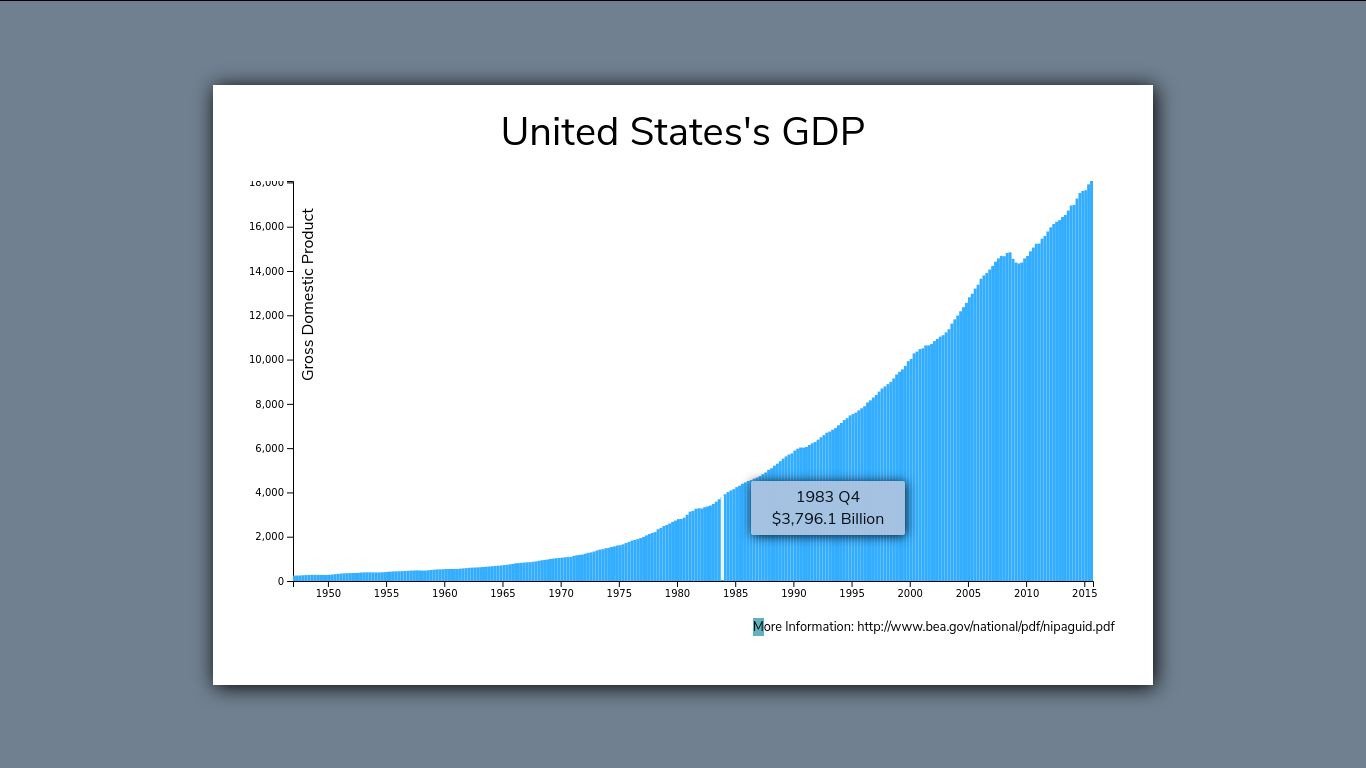 United States's GDP
18,000
16,000
14,000
12,000
10,000
8,000
6,000
4,000
2,000
0
Gross Domestic Product
1983 Q4
$3,796.1 Billion
1950 1955 1960 1965 1970 1975 1980 1985 1990 1995 2000 2005 2010 2015
More Information: http://www.bea.gov/national/pdf/nipaguid.pdf